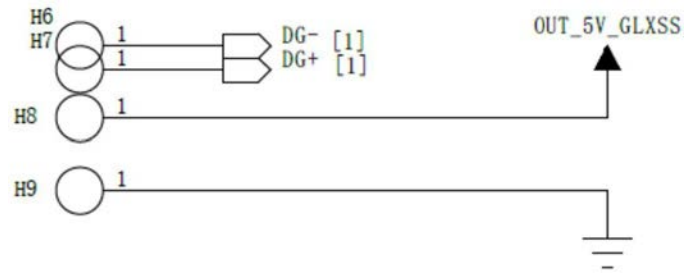 H6
H7
1
DG- [1]
1
DG+ [1]
OUT_5V_GLXSS
H8
1
H9
1